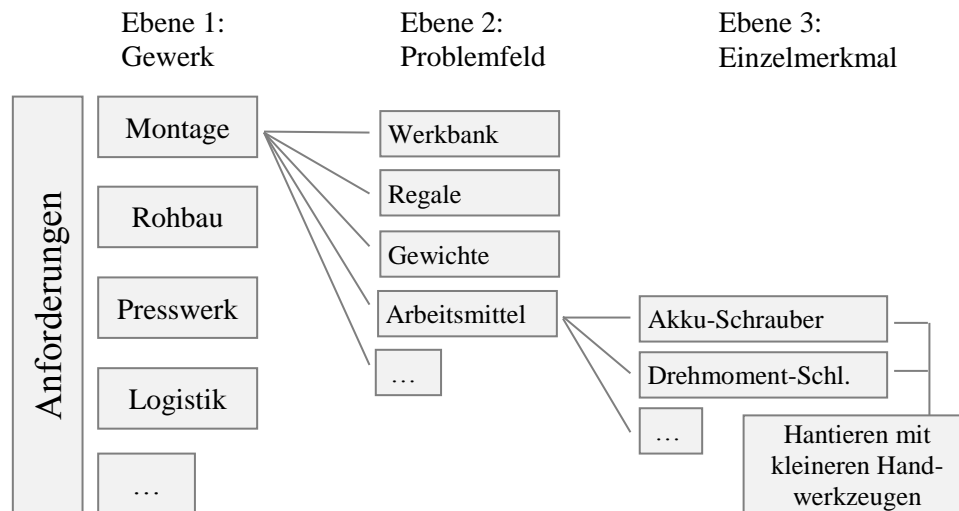 Ebene 1:
Gewerk
Ebene 2:
Problemfeld
Ebene 3:
Einzelmerkmal
Anforderungen
Montage
Rohbau
Presswerk
Logistik
…
Werkbank
Regale
Gewichte
Arbeitsmittel
…
Akku-Schrauber
Drehmoment-Schl.
…
Hantieren mit
kleineren Hand-
werkzeugen